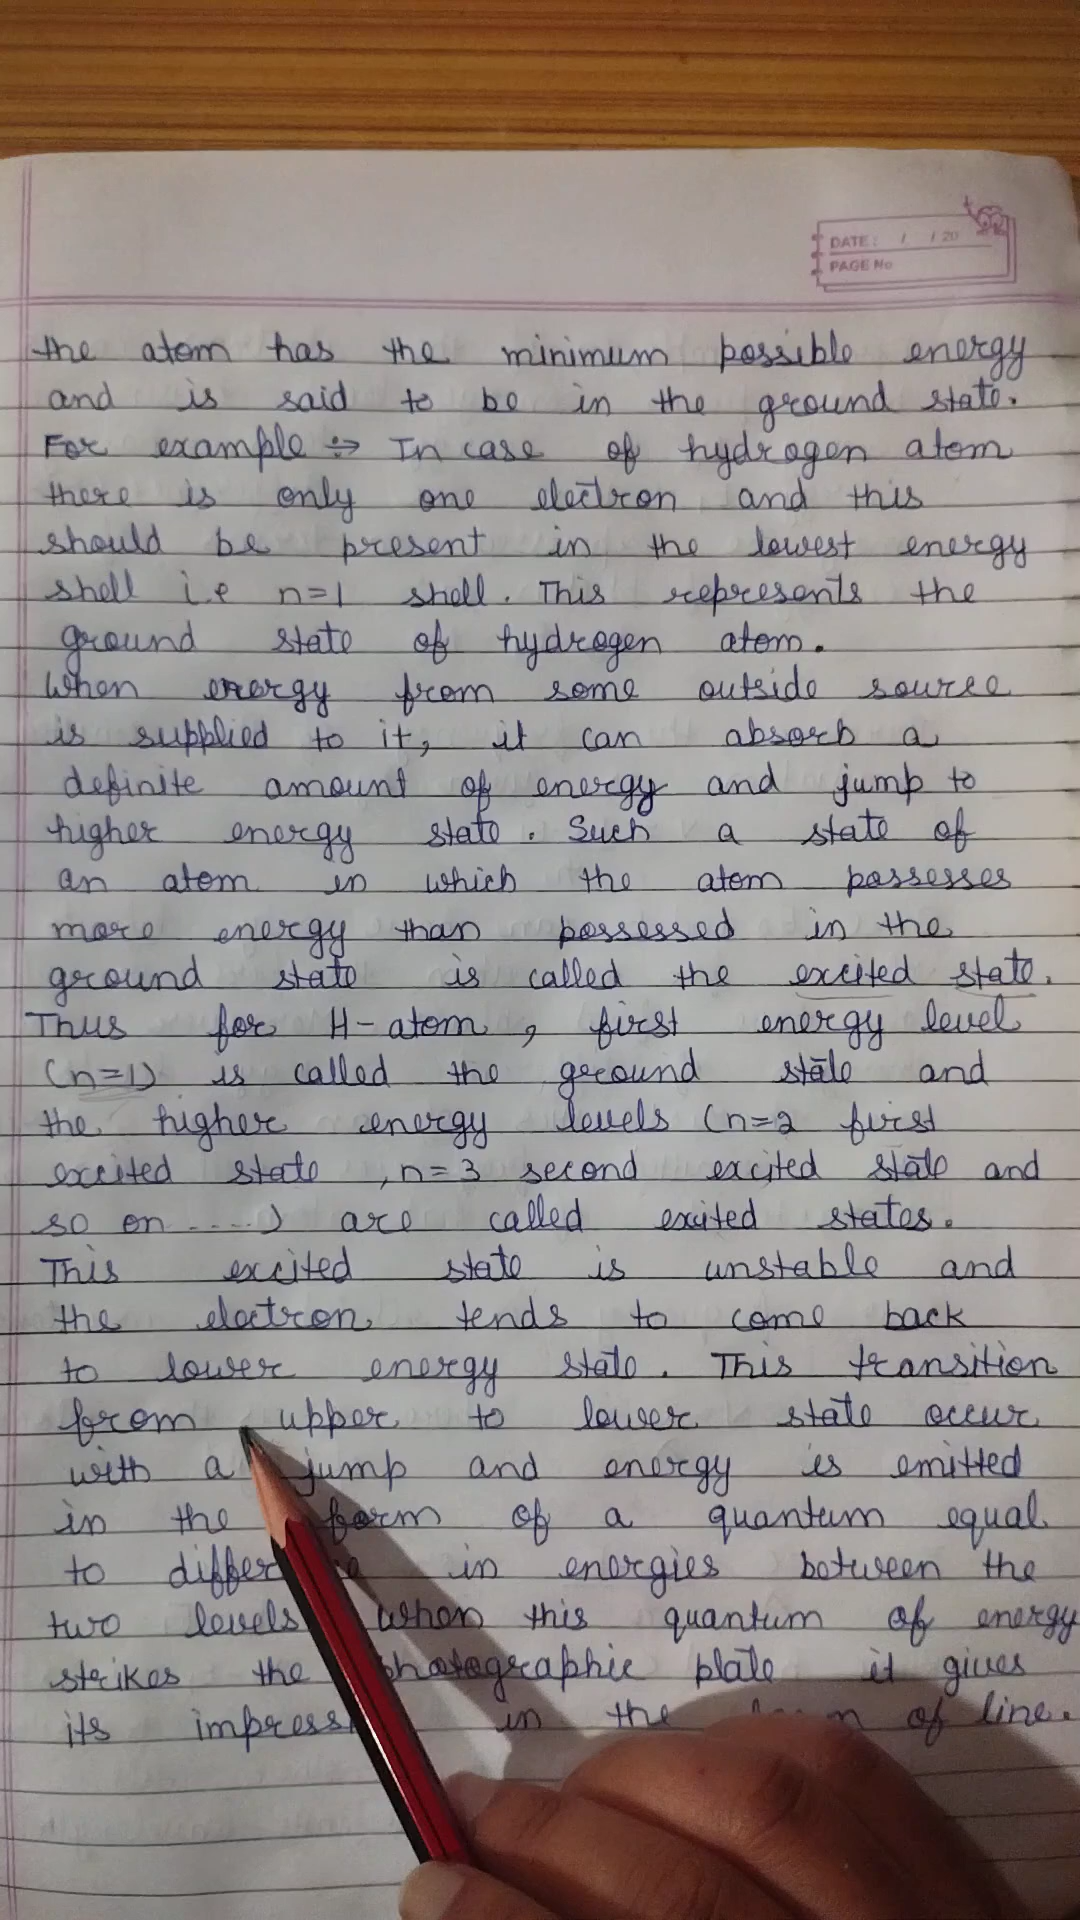 DATE: / / 20
PAGE No
the atom has the minimum possible energy
and is said to be in the ground state.
For example :→ In case of hydrogen atom
there is only one electron and this
should be present in the lowest energy
shell i.e n=1 shell. This represents the
ground state of hydrogen atom.
When energy from some outside source
is supplied to it, it can absorb a
definite amount of energy and jump to
higher energy state. Such a state of
an atom in which the atom possesses
more energy than possessed in the
ground state is called the excited state.
Thus for H-atom, first energy level
(n=1) is called the ground state and
the higher energy levels (n=2 first
excited state, n=3 second excited state and
so on .....) are called excited states.
This excited state is unstable and
the electron tends to come back
to lower energy state. This transition
from upper to lower state occur
with a jump and energy is emitted
in the form of a quantum equal
to in energies between the
two levels when this quantum of energy
strikes the photographic plate it gives
its in the of line.